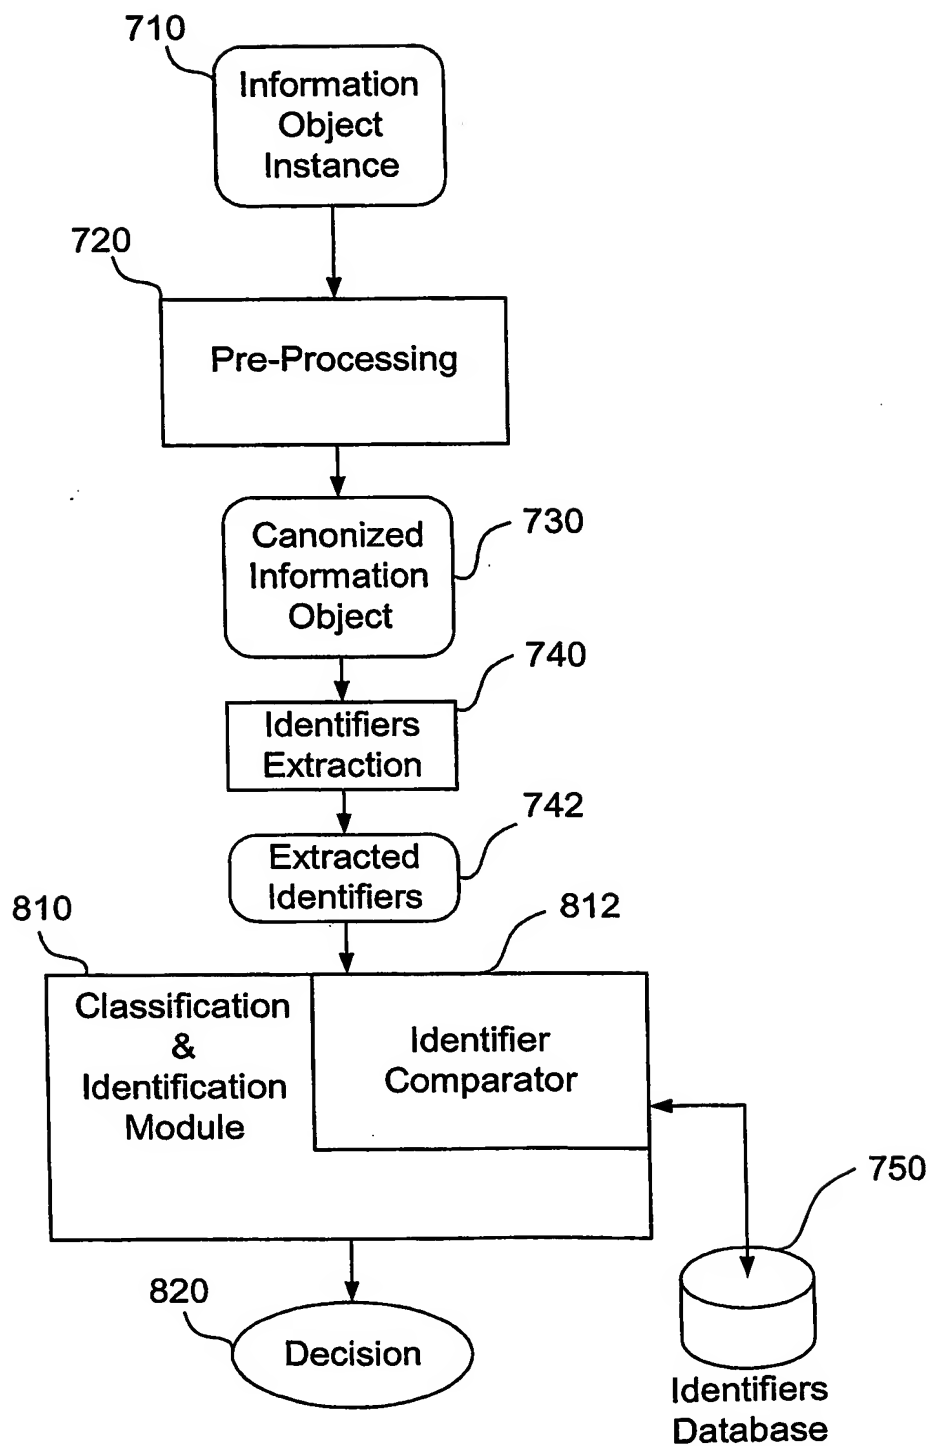 710
Information
Object
Instance
720
Pre-Processing
Canonized
Information
Object
730
740
Identifiers
Extraction
742
Extracted
Identifiers
810
812
Classification
&
Identification
Module
Identifier
Comparator
750
820
Decision
Identifiers
Database